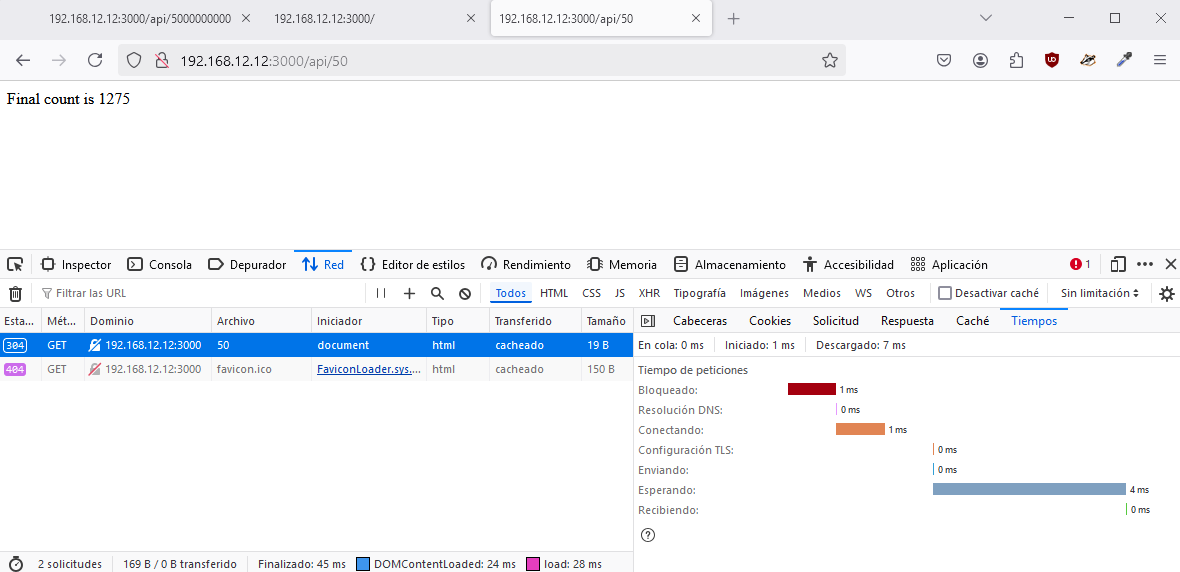 192.168.12.12:3000/api/5000000000 192.168.12.12:3000/ 192.168.12.12:3000/api/50
192.168.12.12:3000/api/50
Final count is 1275
Inspector Consola Depurador Red Editor de estilos Rendimiento Memoria Almacenamiento Accesibilidad Aplicación 1
Filtrar las URL Todos HTML CSS JS XHR Tipografía Imágenes Medios WS Otros Desactivar caché Sin limitación
Esta... Mét... Dominio Archivo Iniciador Tipo Transferido Tamaño
304 GET 192.168.12.12:3000 50 document html cacheado 19 B
404 GET 192.168.12.12:3000 favicon.ico FaviconLoader.sys.... html cacheado 150 B
Cabeceras Cookies Solicitud Respuesta Caché Tiempos
En cola: 0 ms Iniciado: 1 ms Descargado: 7 ms
Tiempo de peticiones
Bloqueado: 1 ms
Resolución DNS: 0 ms
Conectando: 1 ms
Configuración TLS: 0 ms
Enviando: 0 ms
Esperando: 4 ms
Recibiendo: 0 ms
2 solicitudes 169 B / 0 B transferido Finalizado: 45 ms DOMContentLoaded: 24 ms load: 28 ms